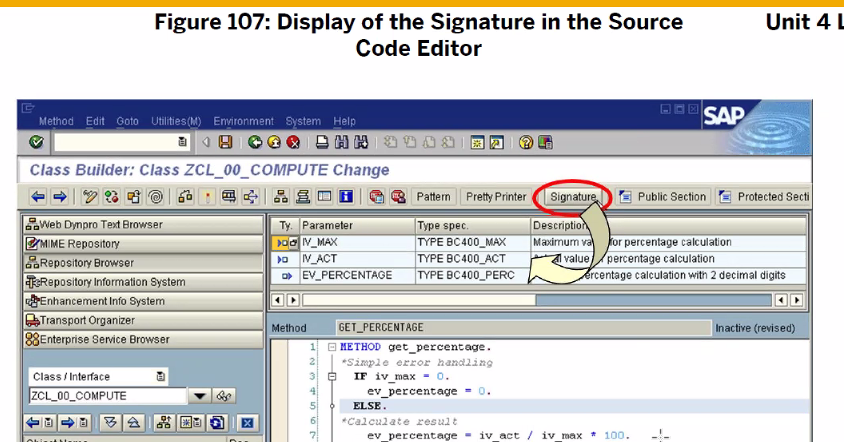 Figure 107: Display of the Signature in the Source
Code Editor
Unit 4 L
Method Edit Goto Utilities(M) Environment System Help
SAP
Class Builder: Class ZCL_00_COMPUTE Change
Pattern Pretty Printer Signature Public Section Protected Secti
Web Dynpro Text Browser
MIME Repository
Repository Browser
Repository Information System
Enhancement Info System
Transport Organizer
Enterprise Service Browser
Class / Interface
ZCL_00_COMPUTE
Ty. Parameter Type spec. Description
IV_MAX TYPE BC400_MAX Maximum va for percentage calculation
IV_ACT TYPE BC400_ACT value calculation
EV_PERCENTAGE TYPE BC400_PERC ercentage calculation with 2 decimal digits
Method GET_PERCENTAGE Inactive (revised)
1 METHOD get_percentage.
2 *Simple error handling
3 IF iv_max = 0.
4 ev_percentage = 0.
5 ELSE.
6 *Calculate result
7 ev_percentage = iv_act / iv_max * 100.